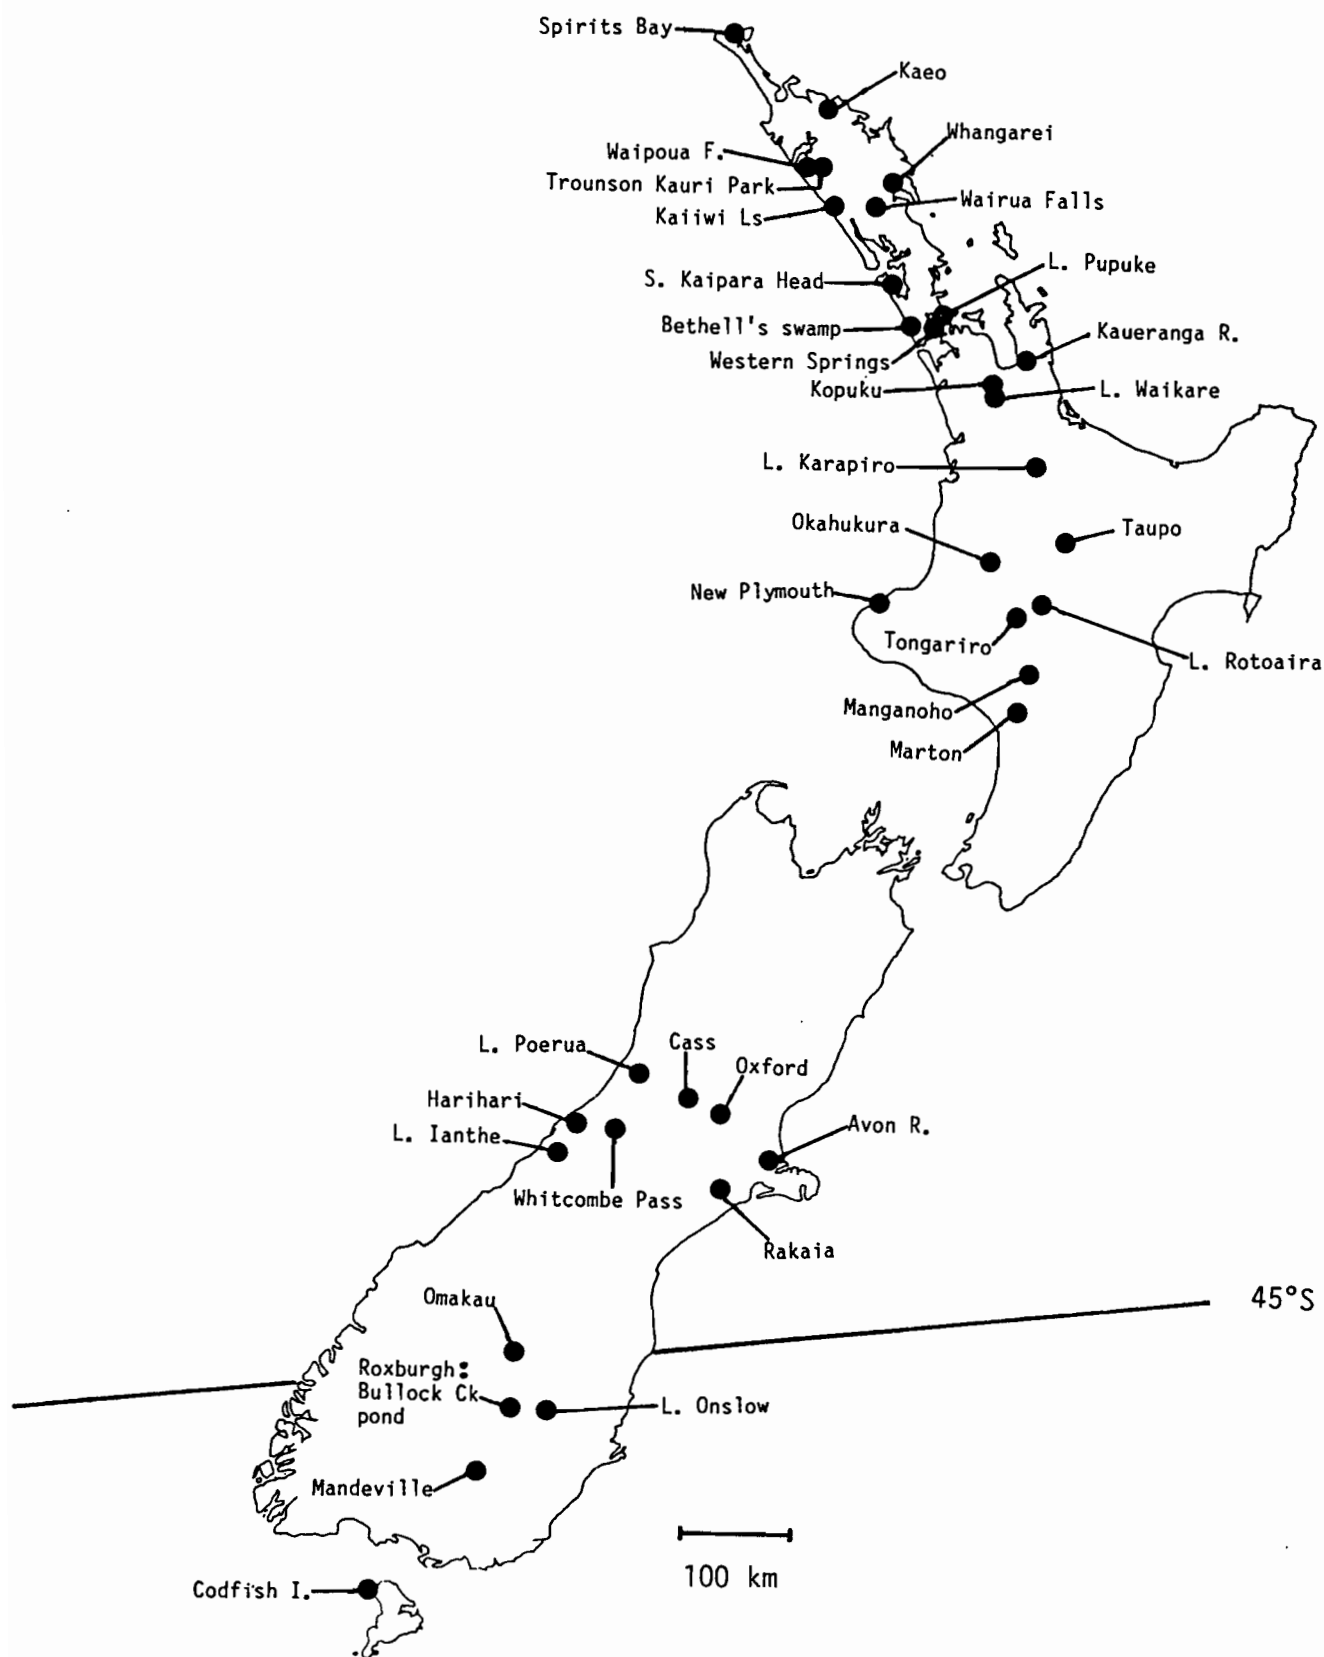 Spirits Bay
Kaeo
Whangarei
Waipoua F.
Trounson Kauri Park
Wairua Falls
Kaiiwi Ls
L. Pupuke
S. Kaipara Head
Bethell's swamp
Kaueranga R.
Western Springs
Kopuku
L. Waikare
L. Karapiro
Okahukura
Taupo
New Plymouth
Tongariro
L. Rotoaira
Manganoho
Marton
L. Poerua
Cass
Oxford
Harihari
L. Ianthe
Avon R.
Whitcombe Pass
Rakaia
Omakau
45°S
Roxburgh:
Bullock Ck
pond
L. Onslow
Mandeville
100 km
Codfish I.